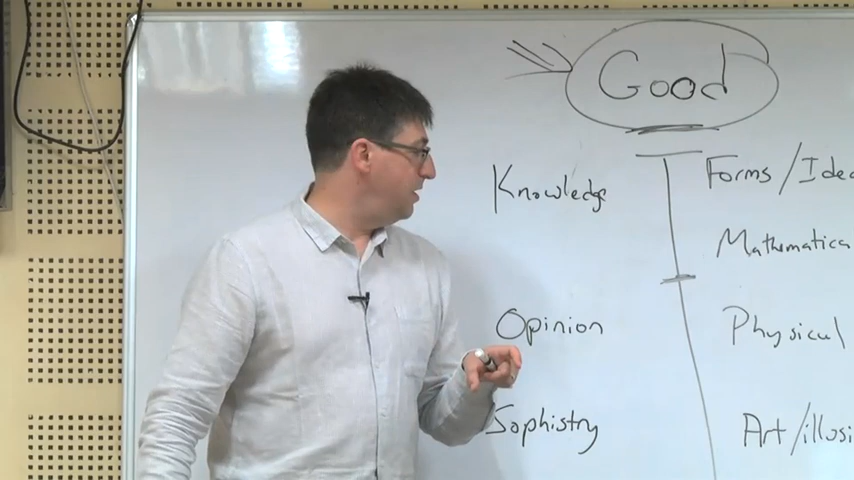 Good
Knowledge Forms / Idea
Mathematica
Opinion Physical
Sophistry Art/illusi